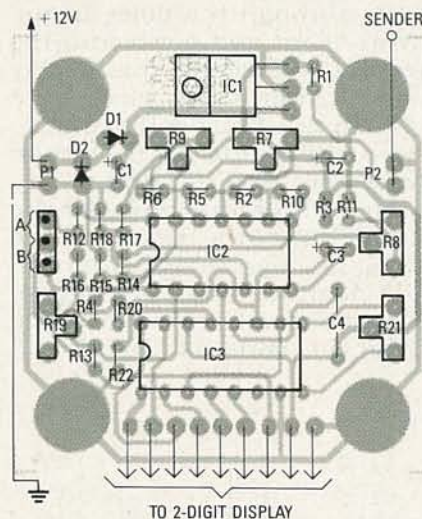 +12V
SENDER
IC1
R1
D1
R9
R7
D2
P1
C1
C2
P2
R6
R5
R2
R10
R3
R11
A
B
R12
R18
R17
IC2
C3
R8
R16
R15
R14
R4
R20
C4
R19
R21
IC3
R13
R22
TO 2-DIGIT DISPLAY